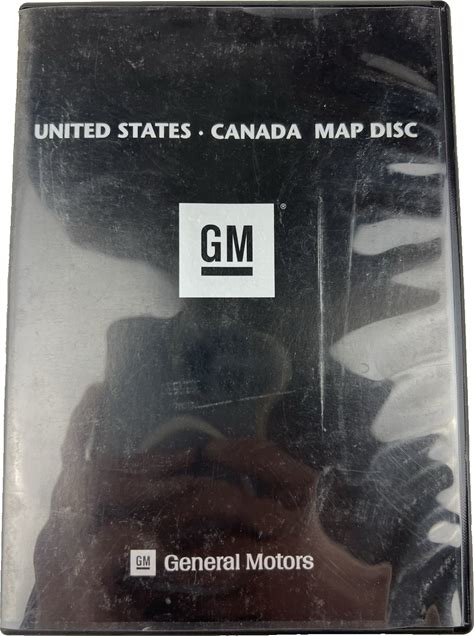 UNITED STATES · CANADA MAP DISC
GM®
GM General Motors